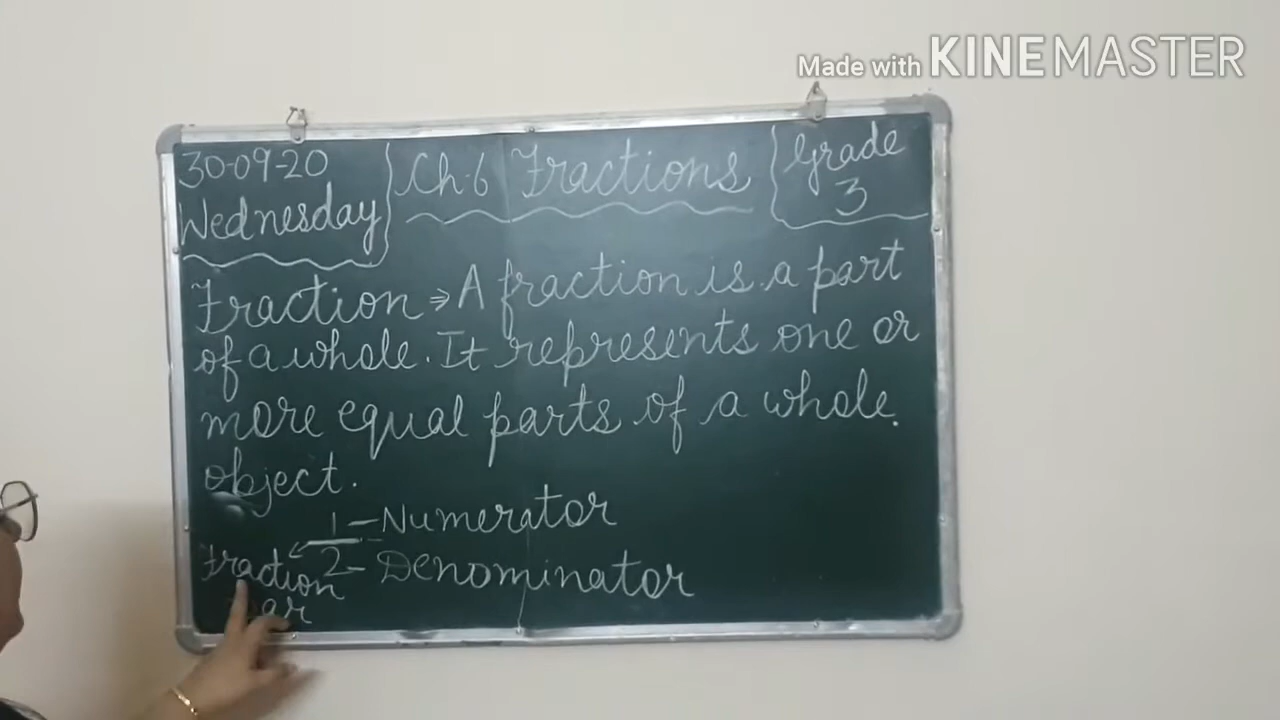 Made with KINEMASTER
30-09-20
Wednesday
Ch-6 Fractions
Grade
3
Fraction ⇒ A fraction is a part
of a whole. It represents one or
more equal parts of a whole.
object.
1 - Numerator
2 - Denominator
Fraction